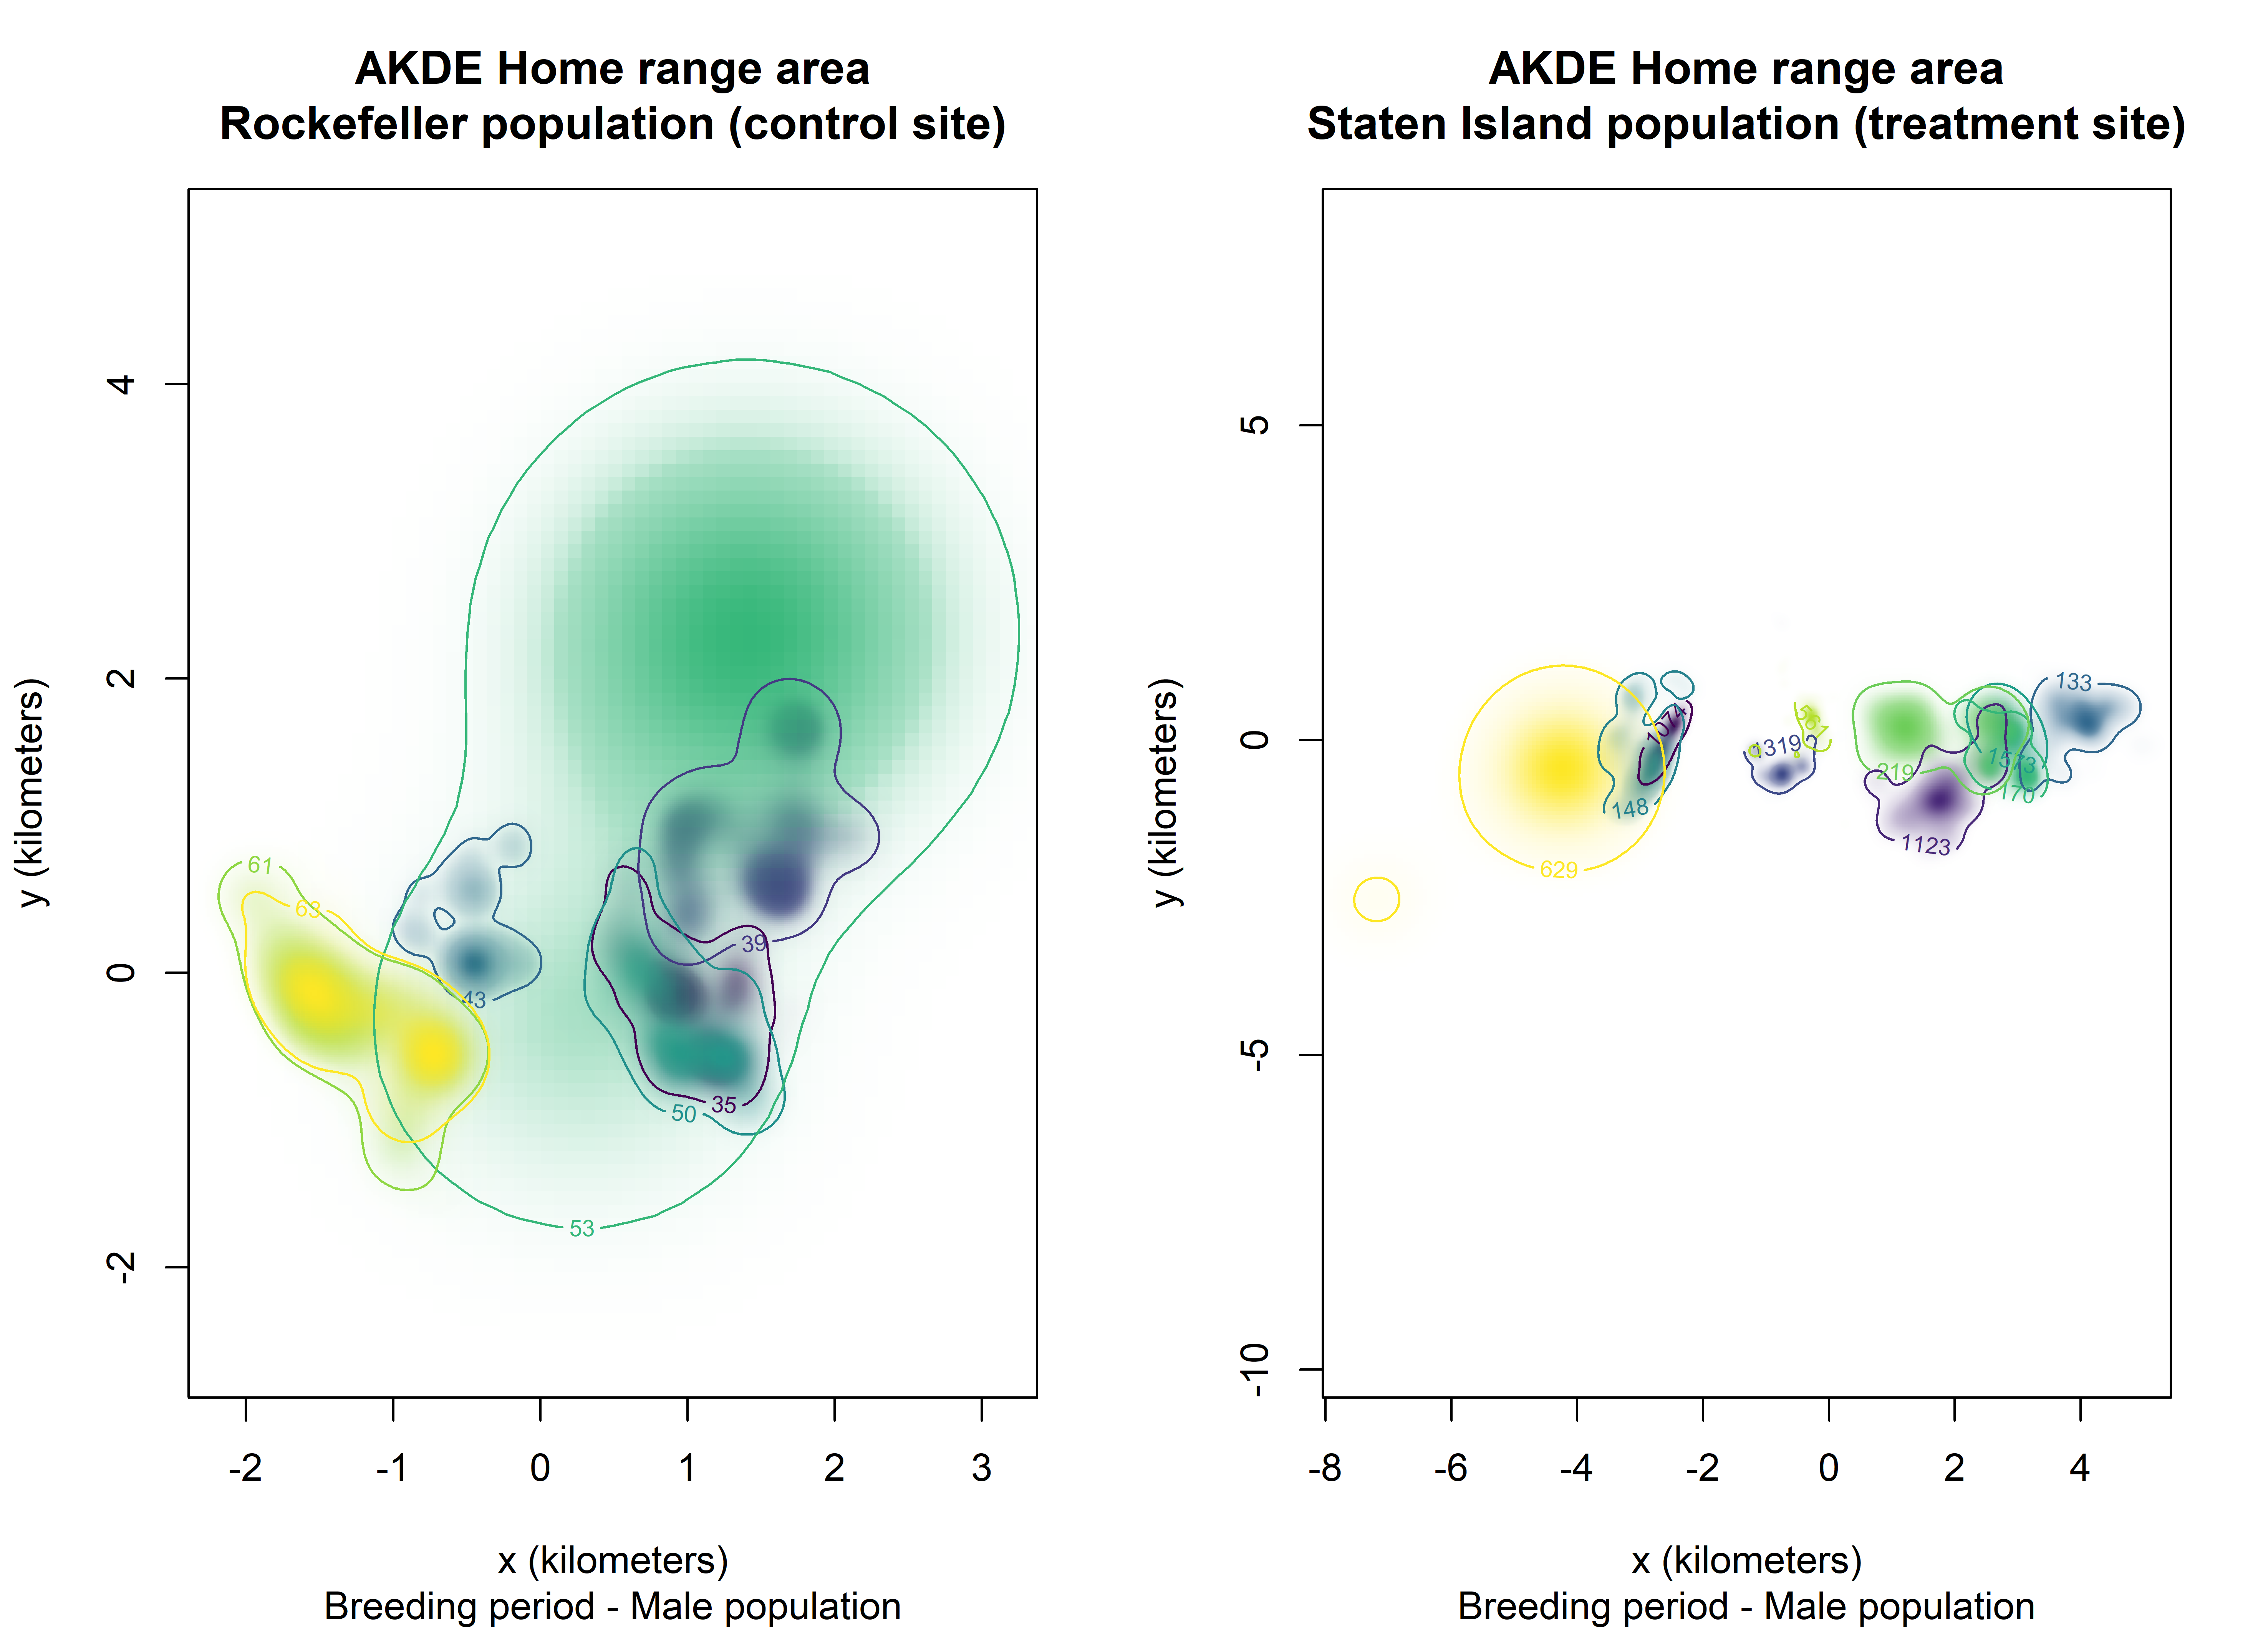 AKDE Home range area
Rockefeller population (control site)
y (kilometers)
4
2
0
-2
61
63
43
39
35
50
53
-2 -1 0 1 2 3
x (kilometers)
Breeding period - Male population
AKDE Home range area
Staten Island population (treatment site)
y (kilometers)
5
0
-5
-10
133
1074
1319
219
1573
170
148
1123
629
-8 -6 -4 -2 0 2 4
x (kilometers)
Breeding period - Male population